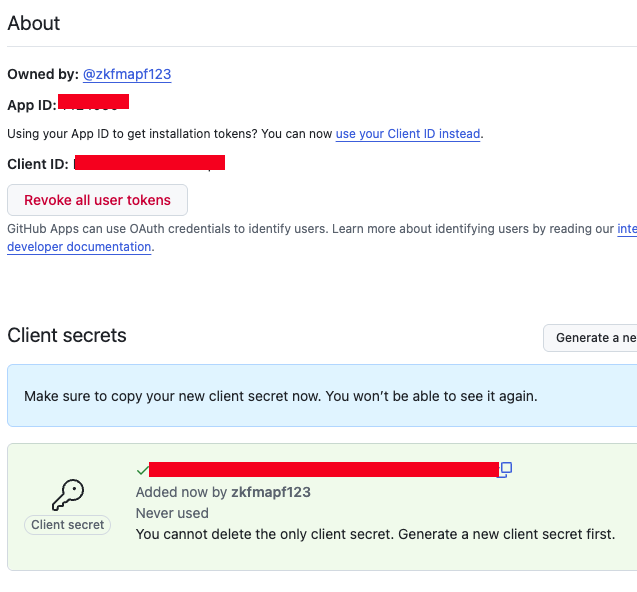 About
Owned by: @zkfmapf123
App ID:
Using your App ID to get installation tokens? You can now use your Client ID instead.
Client ID:
Revoke all user tokens
GitHub Apps can use OAuth credentials to identify users. Learn more about identifying users by reading our inte
developer documentation.
Client secrets
Generate a ne
Make sure to copy your new client secret now. You won’t be able to see it again.
Added now by zkfmapf123
Client secret
Never used
You cannot delete the only client secret. Generate a new client secret first.